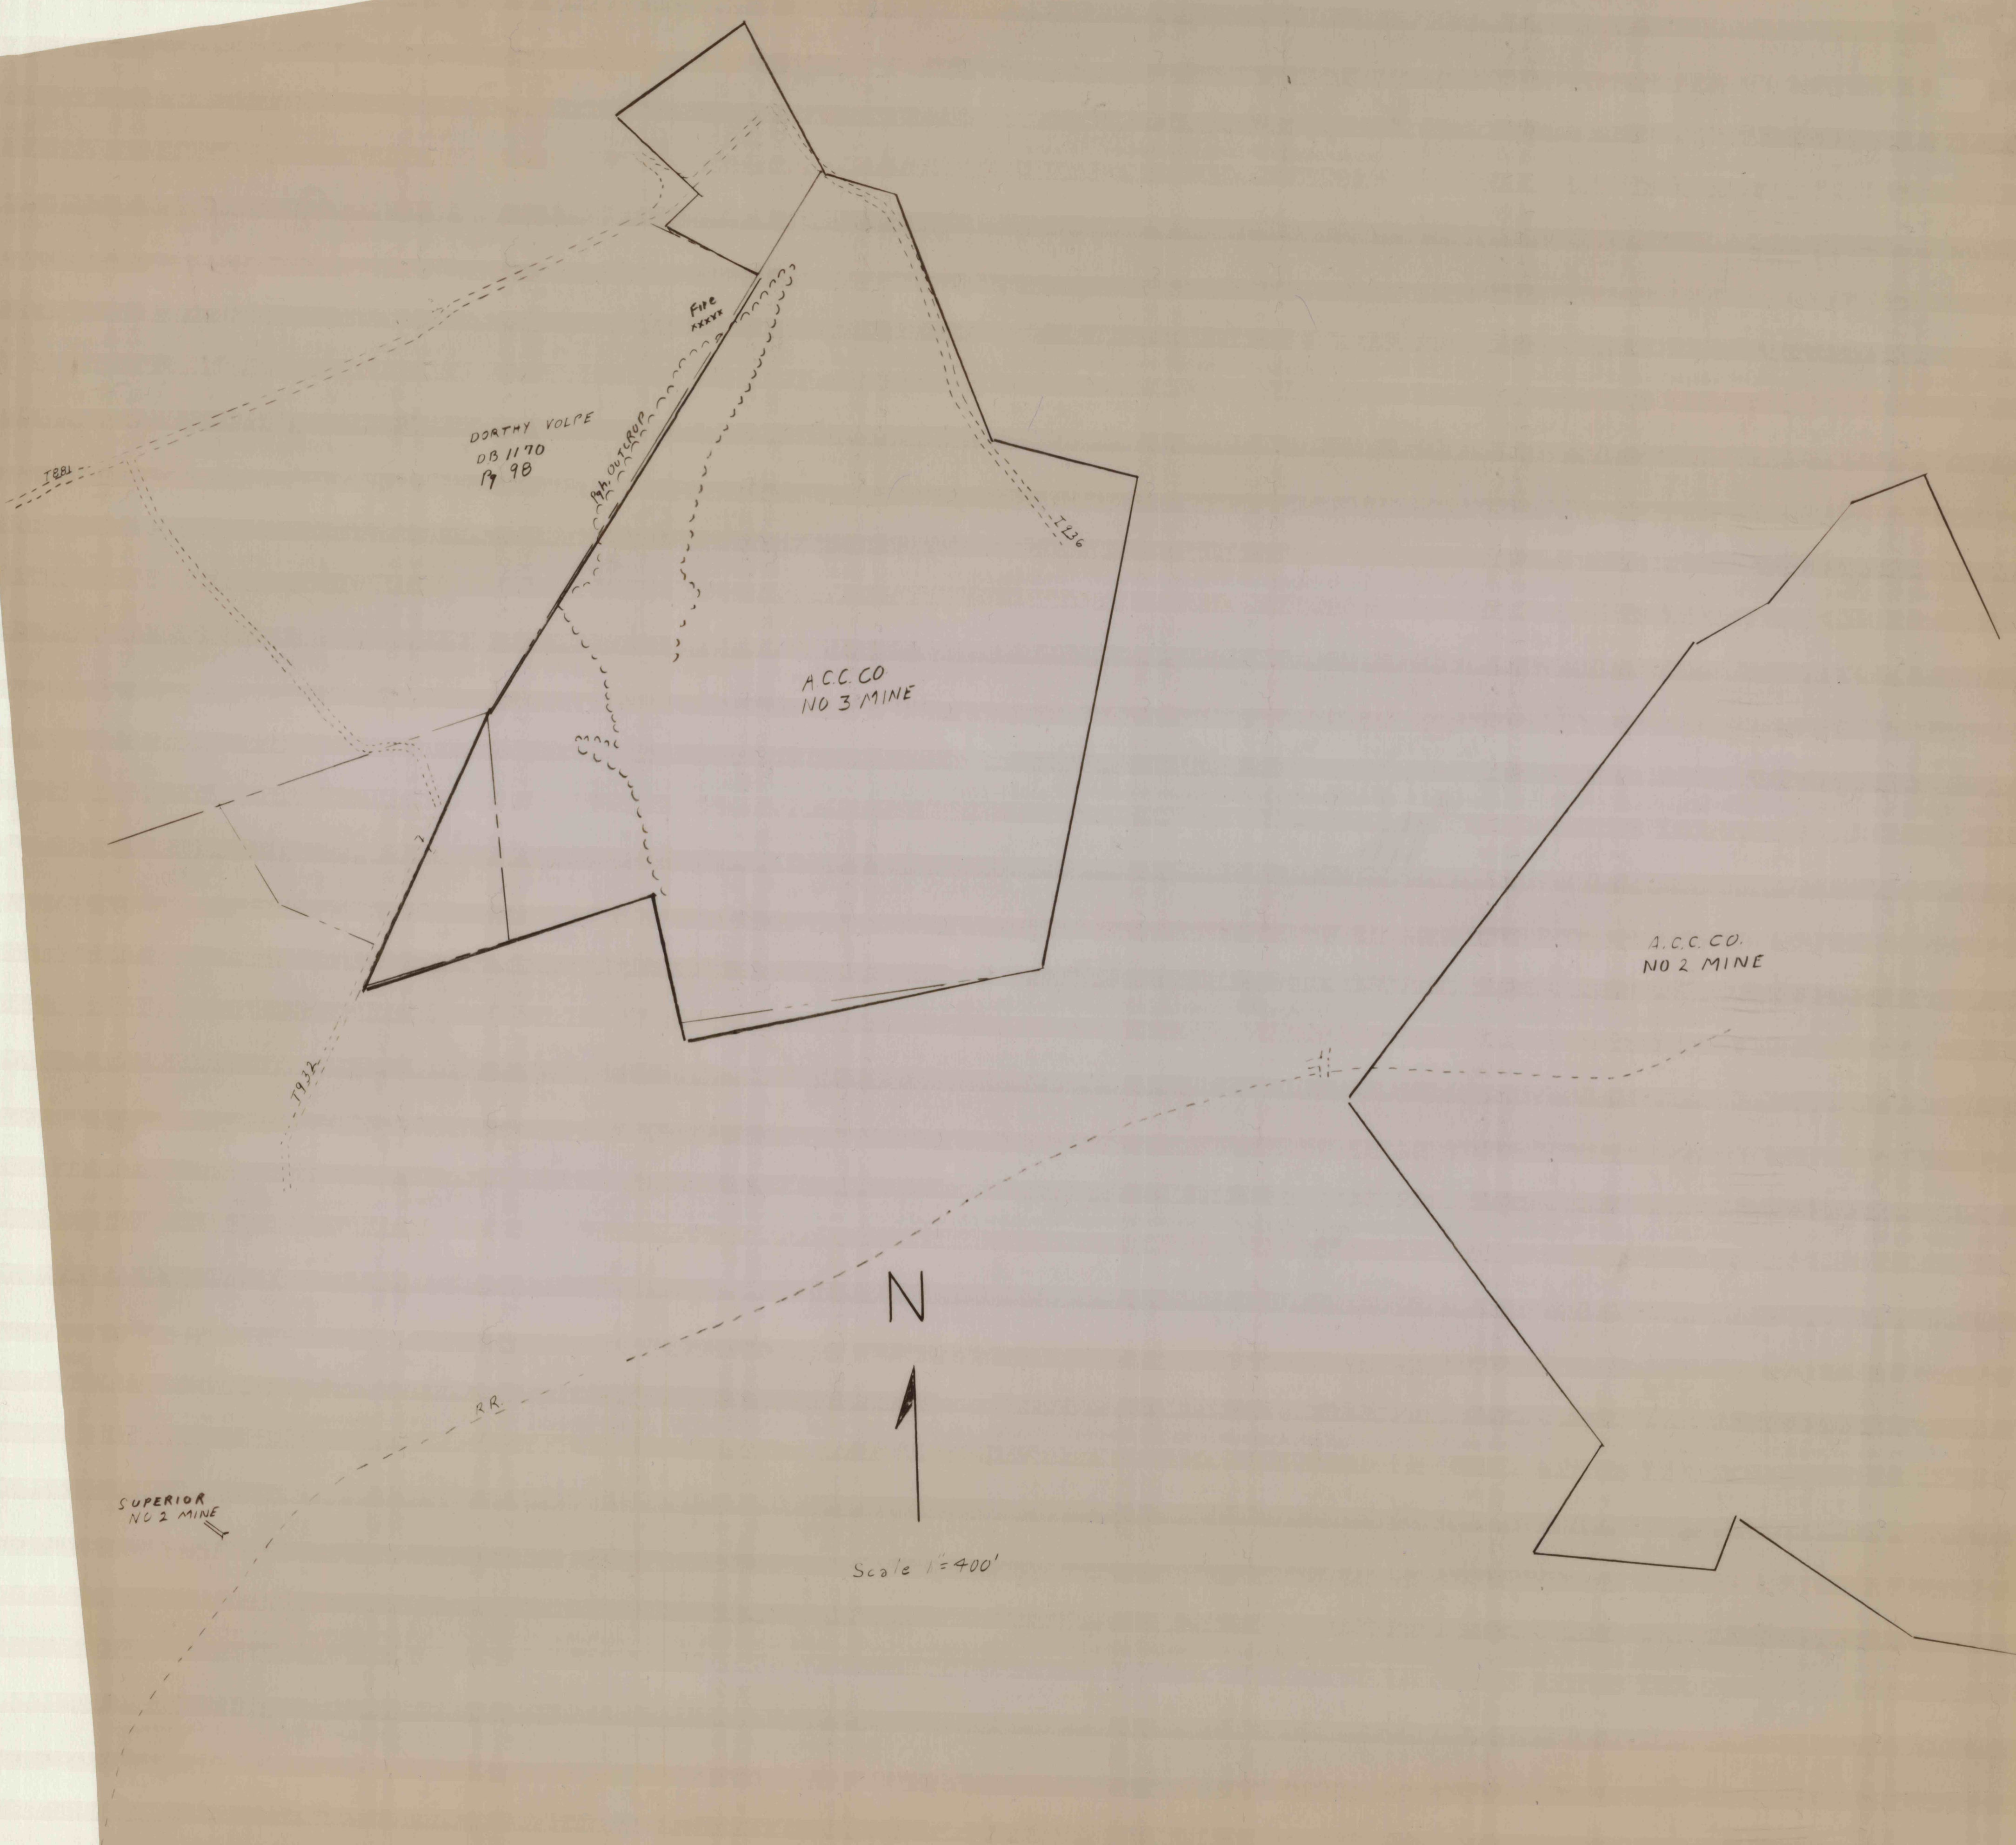 Fire
xxxxx
DORTHY VOLPE
DB 1170
Pg 98
Pgh. OUTCROP
T881
T936
A.C.C. CO.
NO 3 MINE
A.C.C. CO.
NO 2 MINE
T932
N
R.R.
SUPERIOR
NO 2 MINE
Scale 1"=400'